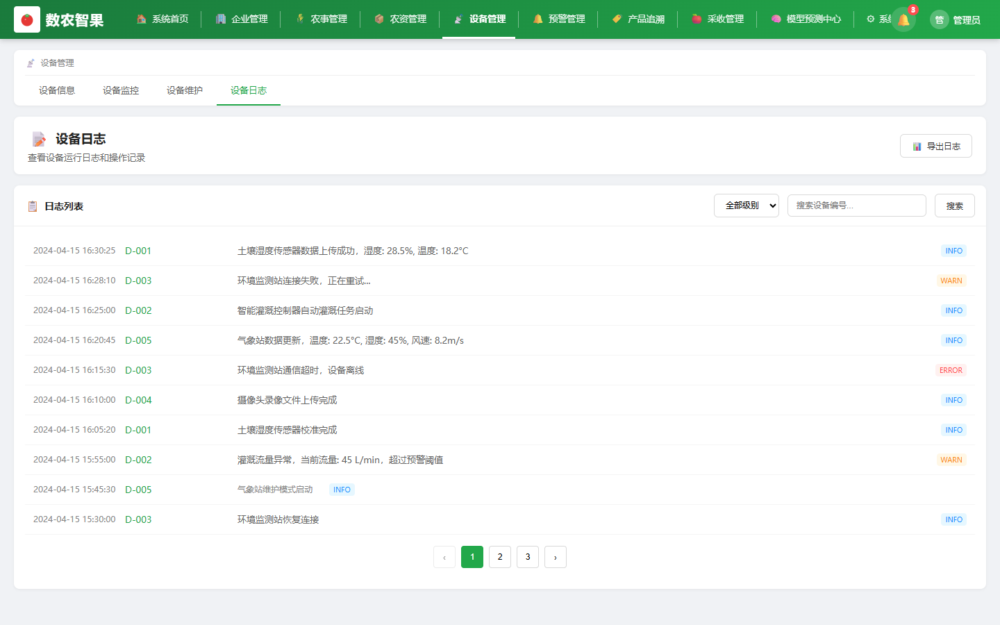 数农智果
系统首页
企业管理
农事管理
农资管理
设备管理
预警管理
产品追溯
采收管理
模型预测中心
3
管 管理员
设备管理
设备信息 设备监控 设备维护 设备日志
设备日志
查看设备运行日志和操作记录
导出日志
日志列表
全部级别
搜索设备编号...
搜索
2024-04-15 16:30:25 D-001 土壤湿度传感器数据上传成功，湿度: 28.5%, 温度: 18.2°C INFO
2024-04-15 16:28:10 D-003 环境监测站连接失败，正在重试... WARN
2024-04-15 16:25:00 D-002 智能灌溉控制器自动灌溉任务启动 INFO
2024-04-15 16:20:45 D-005 气象站数据更新，温度: 22.5°C, 湿度: 45%, 风速: 8.2m/s INFO
2024-04-15 16:15:30 D-003 环境监测站通信超时，设备离线 ERROR
2024-04-15 16:10:00 D-004 摄像头录像文件上传完成 INFO
2024-04-15 16:05:20 D-001 土壤湿度传感器校准完成 INFO
2024-04-15 15:55:00 D-002 灌溉流量异常，当前流量: 45 L/min，超过预警阈值 WARN
2024-04-15 15:45:30 D-005 气象站维护模式启动 INFO
2024-04-15 15:30:00 D-003 环境监测站恢复连接 INFO
‹ 1 2 3 ›